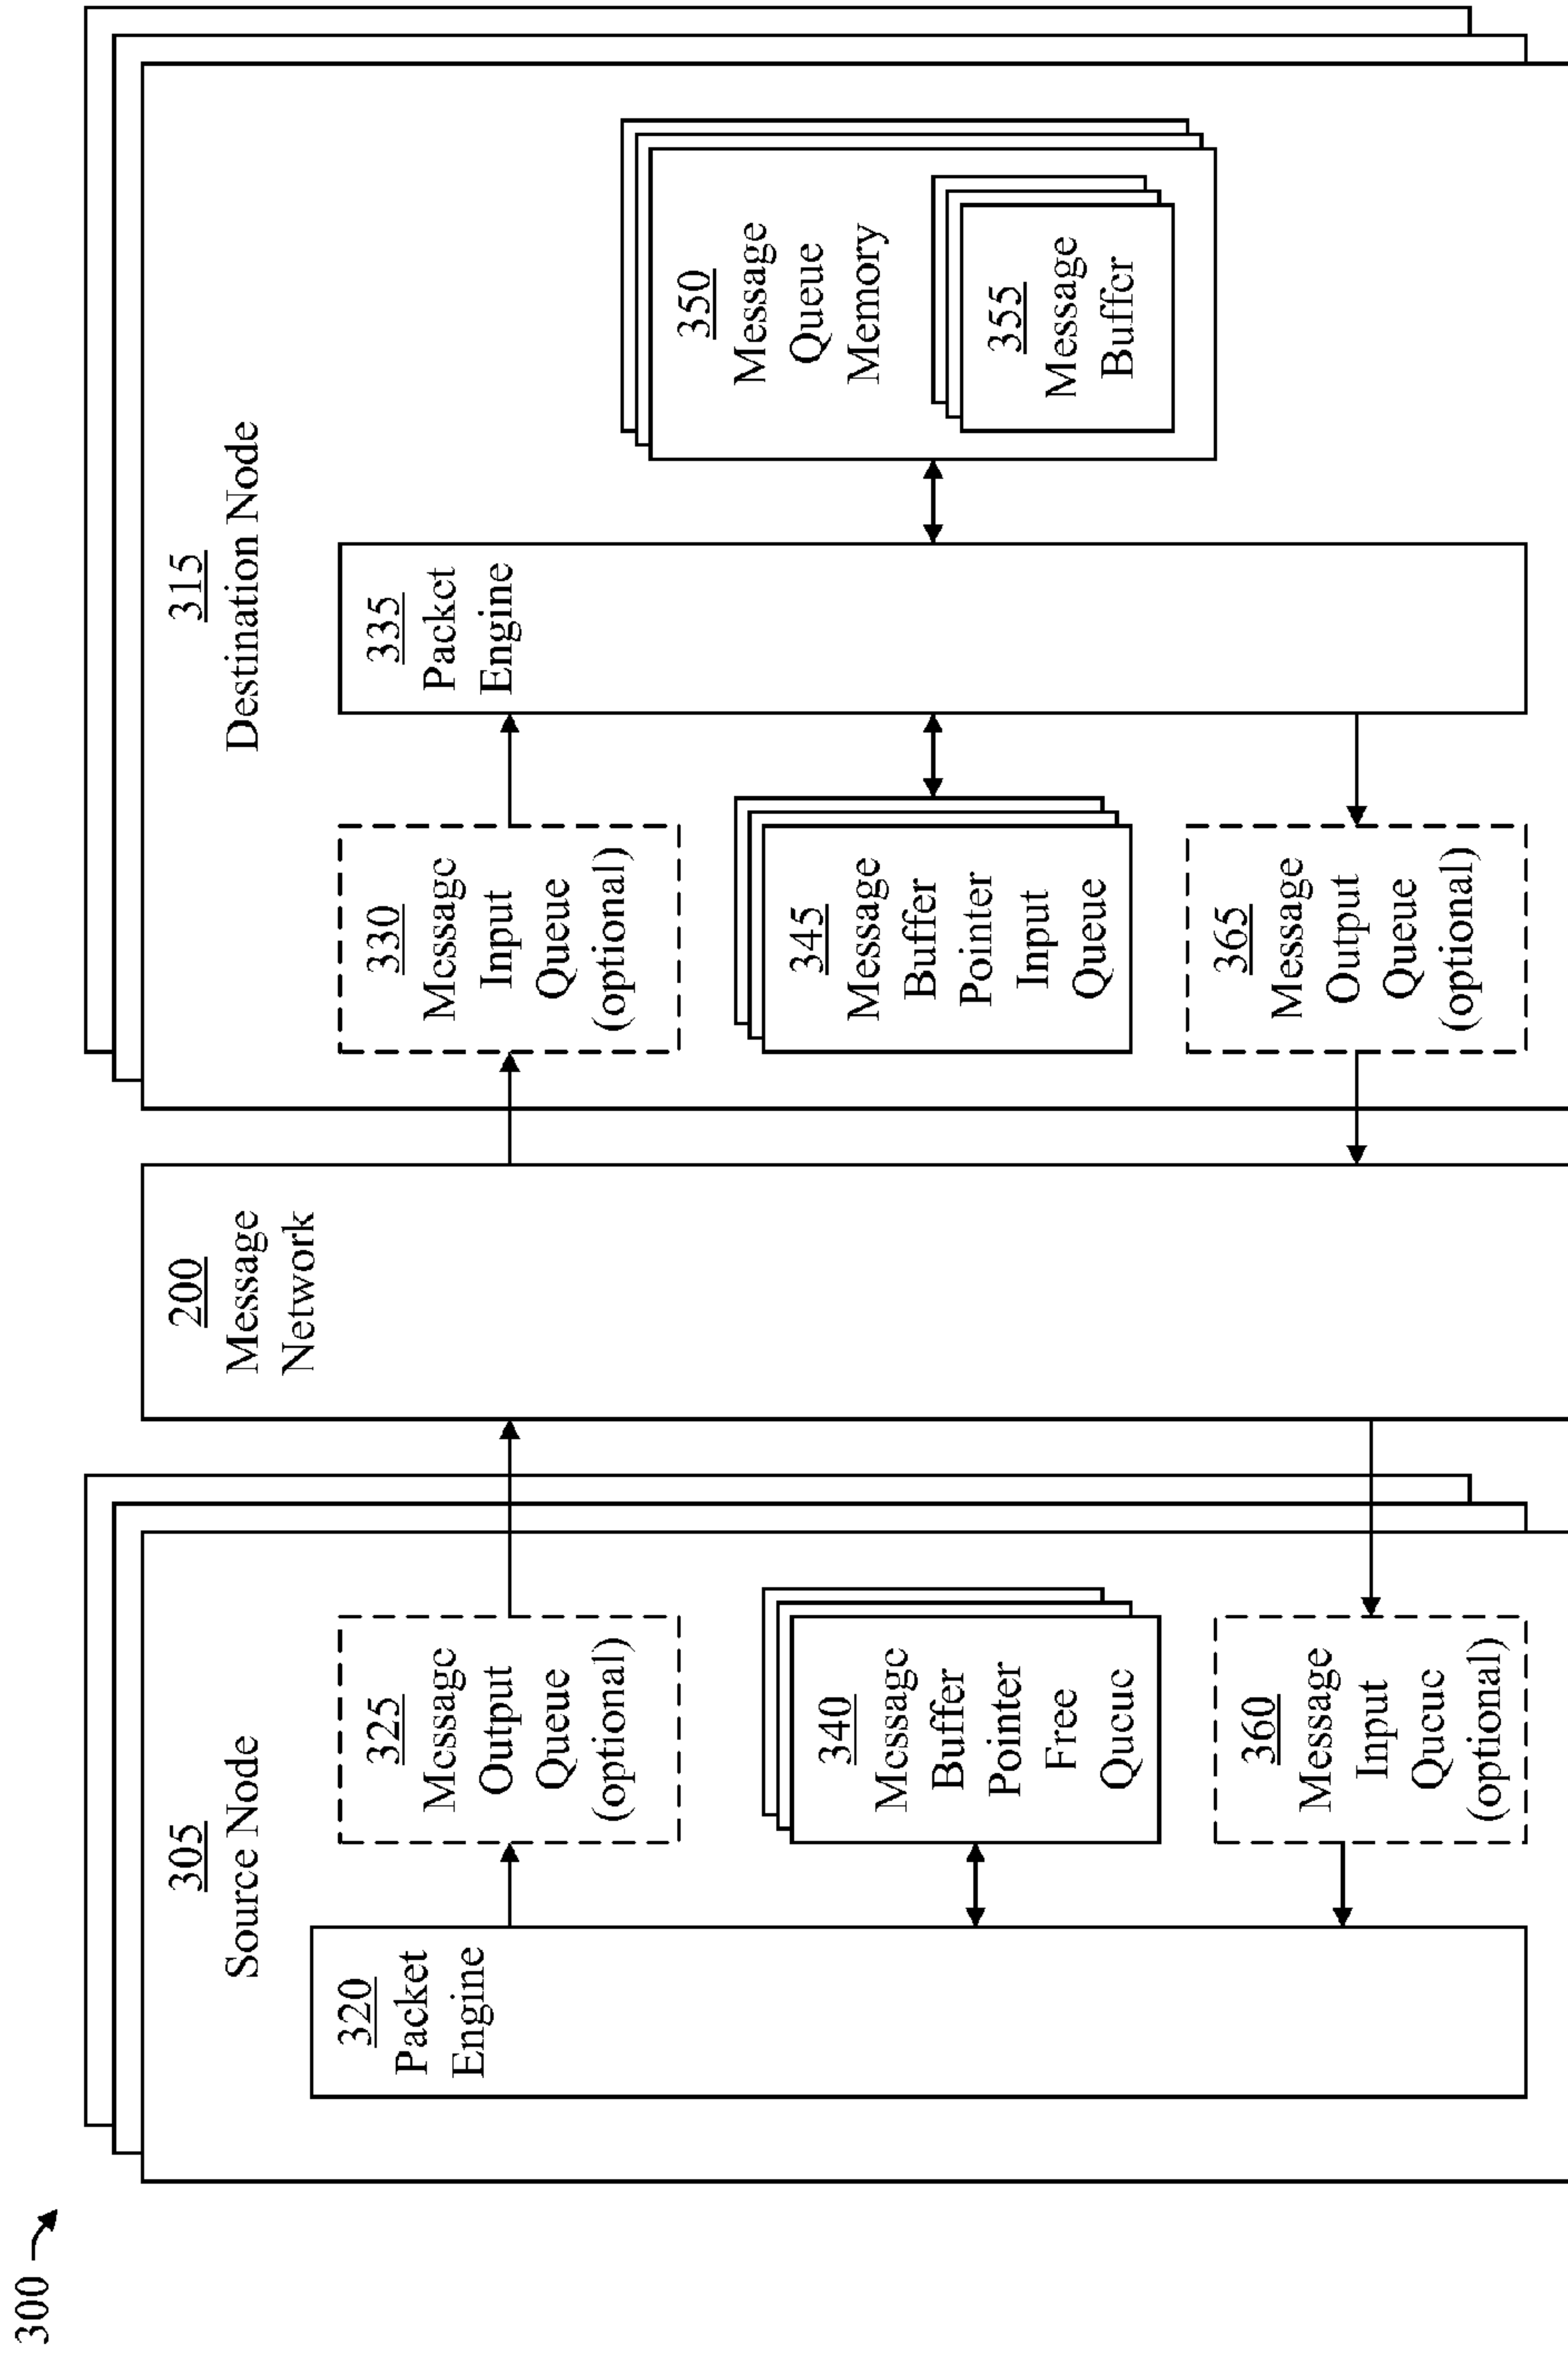 300
305
Source Node
320
Packet
Engine
325
Message
Output
Queue
(optional)
340
Message
Buffer
Pointer
Free
Queue
360
Message
Input
Queue
(optional)
200
Message
Network
315
Destination Node
330
Message
Input
Queue
(optional)
345
Message
Buffer
Pointer
Input
Queue
365
Message
Output
Queue
(optional)
335
Packet
Engine
350
Message
Queue
Memory
355
Message
Buffer